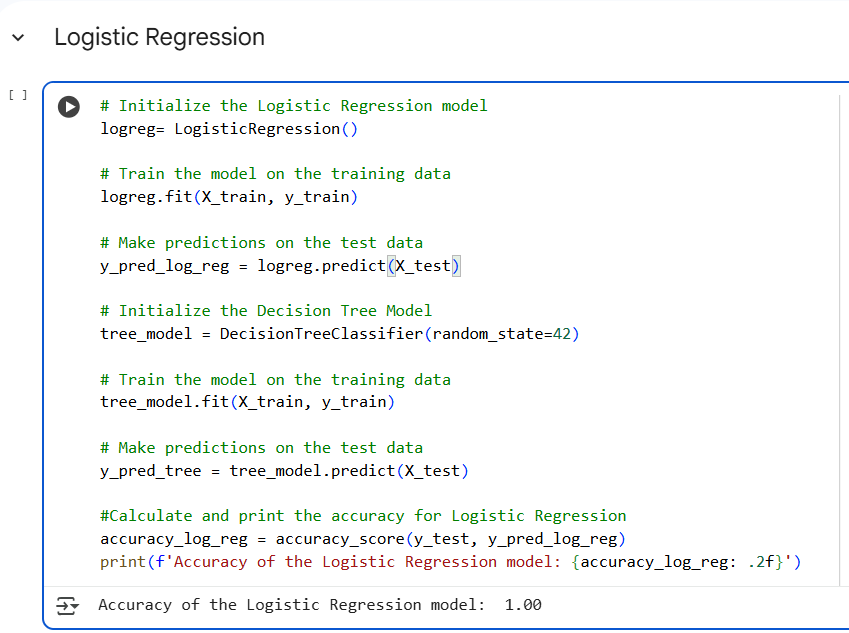 Logistic Regression
[ ]
# Initialize the Logistic Regression model
logreg= LogisticRegression()
# Train the model on the training data
logreg.fit(X_train, y_train)
# Make predictions on the test data
y_pred_log_reg = logreg.predict(X_test)
# Initialize the Decision Tree Model
tree_model = DecisionTreeClassifier(random_state=42)
# Train the model on the training data
tree_model.fit(X_train, y_train)
# Make predictions on the test data
y_pred_tree = tree_model.predict(X_test)
#Calculate and print the accuracy for Logistic Regression
accuracy_log_reg = accuracy_score(y_test, y_pred_log_reg)
print(f'Accuracy of the Logistic Regression model: {accuracy_log_reg: .2f}')
Accuracy of the Logistic Regression model:  1.00